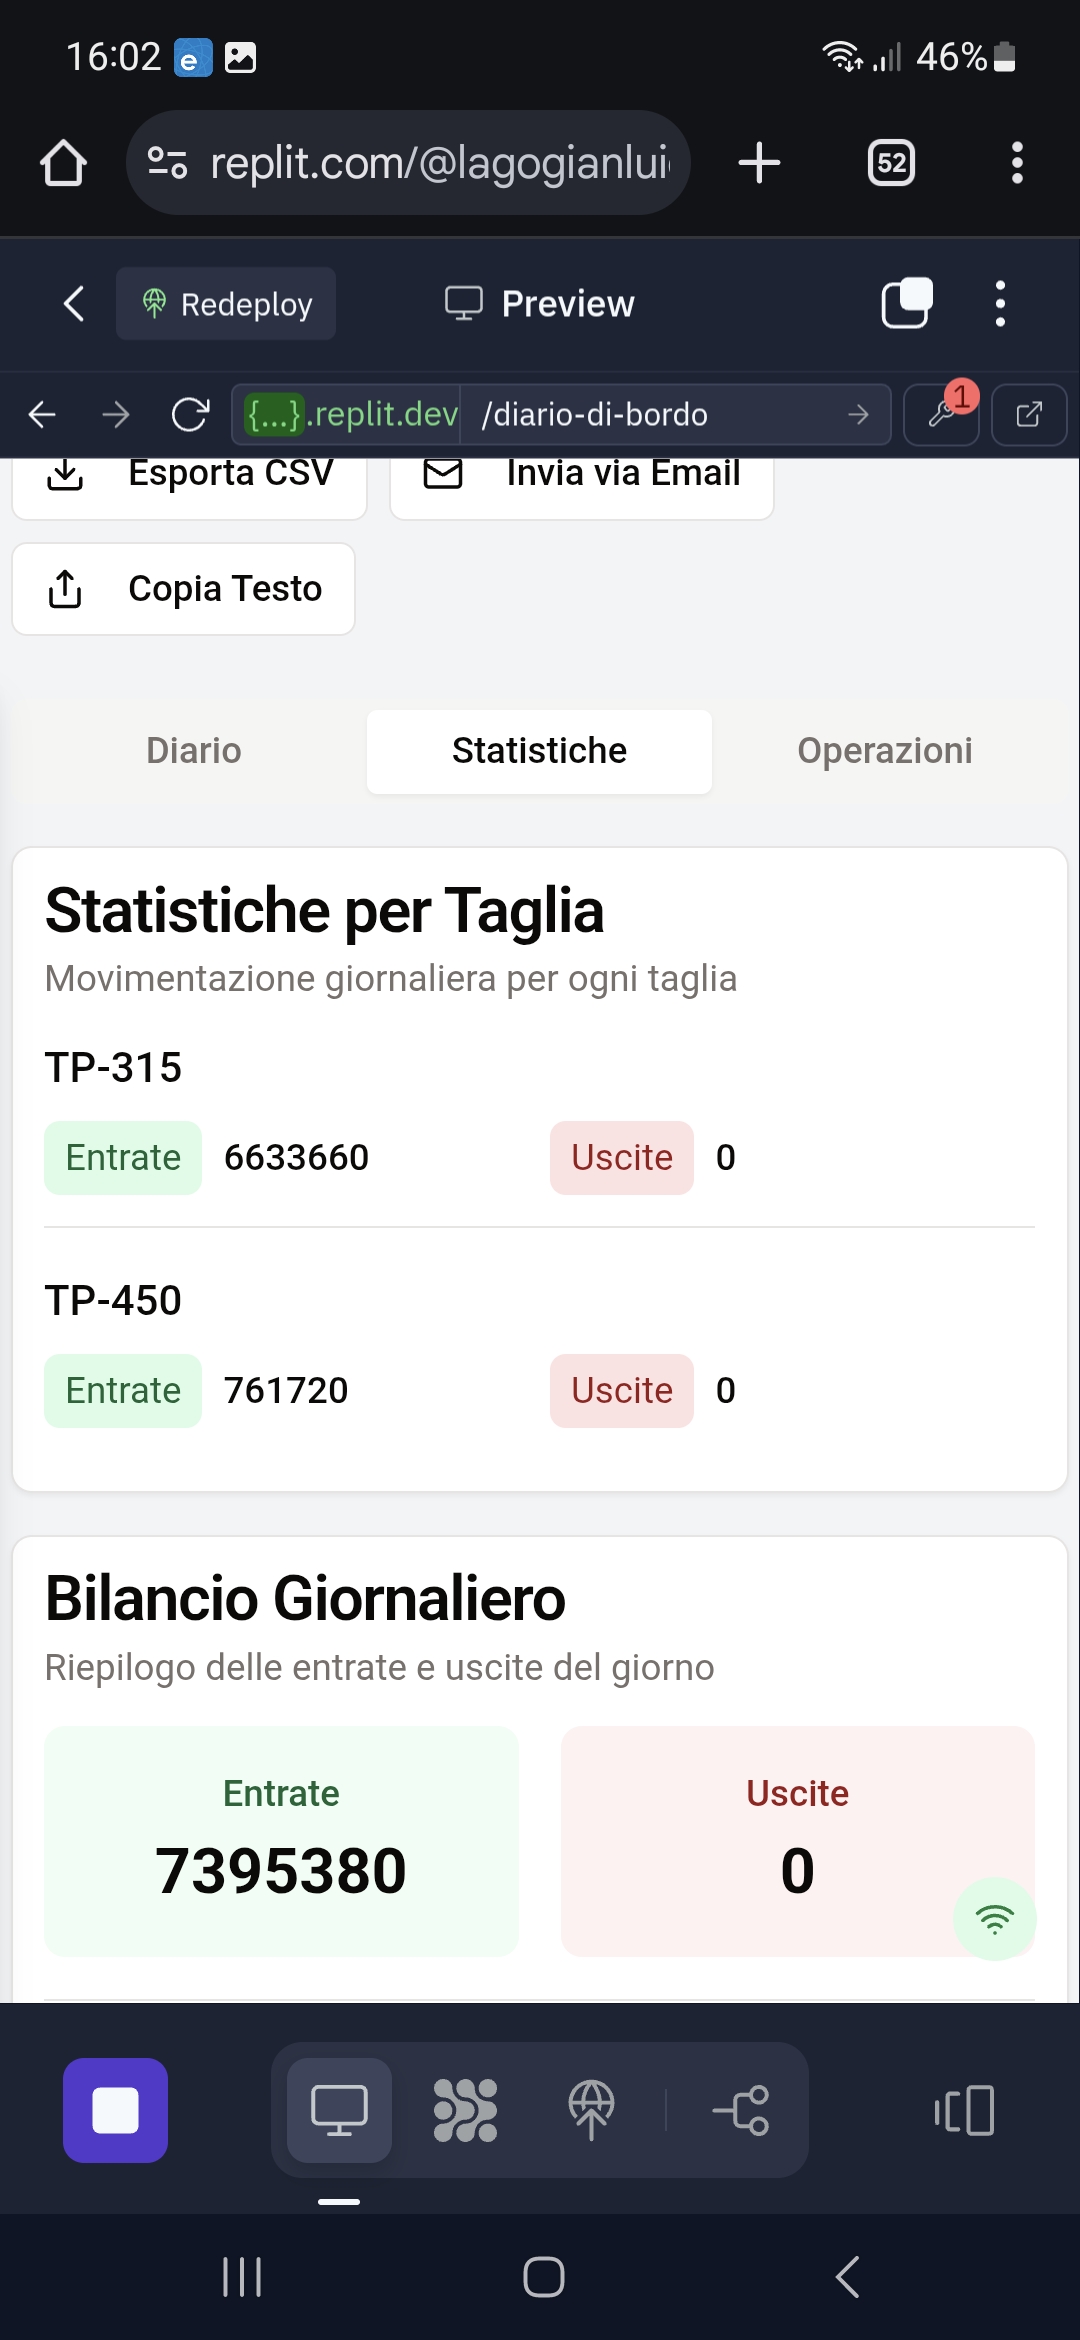 16:02
46%
replit.com/@lagogianlui
52
Redeploy
Preview
{...}.replit.dev
/diario-di-bordo
1
Esporta CSV
Invia via Email
Copia Testo
Diario
Statistiche
Operazioni
Statistiche per Taglia
Movimentazione giornaliera per ogni taglia
TP-315
Entrate 6633660
Uscite 0
TP-450
Entrate 761720
Uscite 0
Bilancio Giornaliero
Riepilogo delle entrate e uscite del giorno
Entrate
7395380
Uscite
0